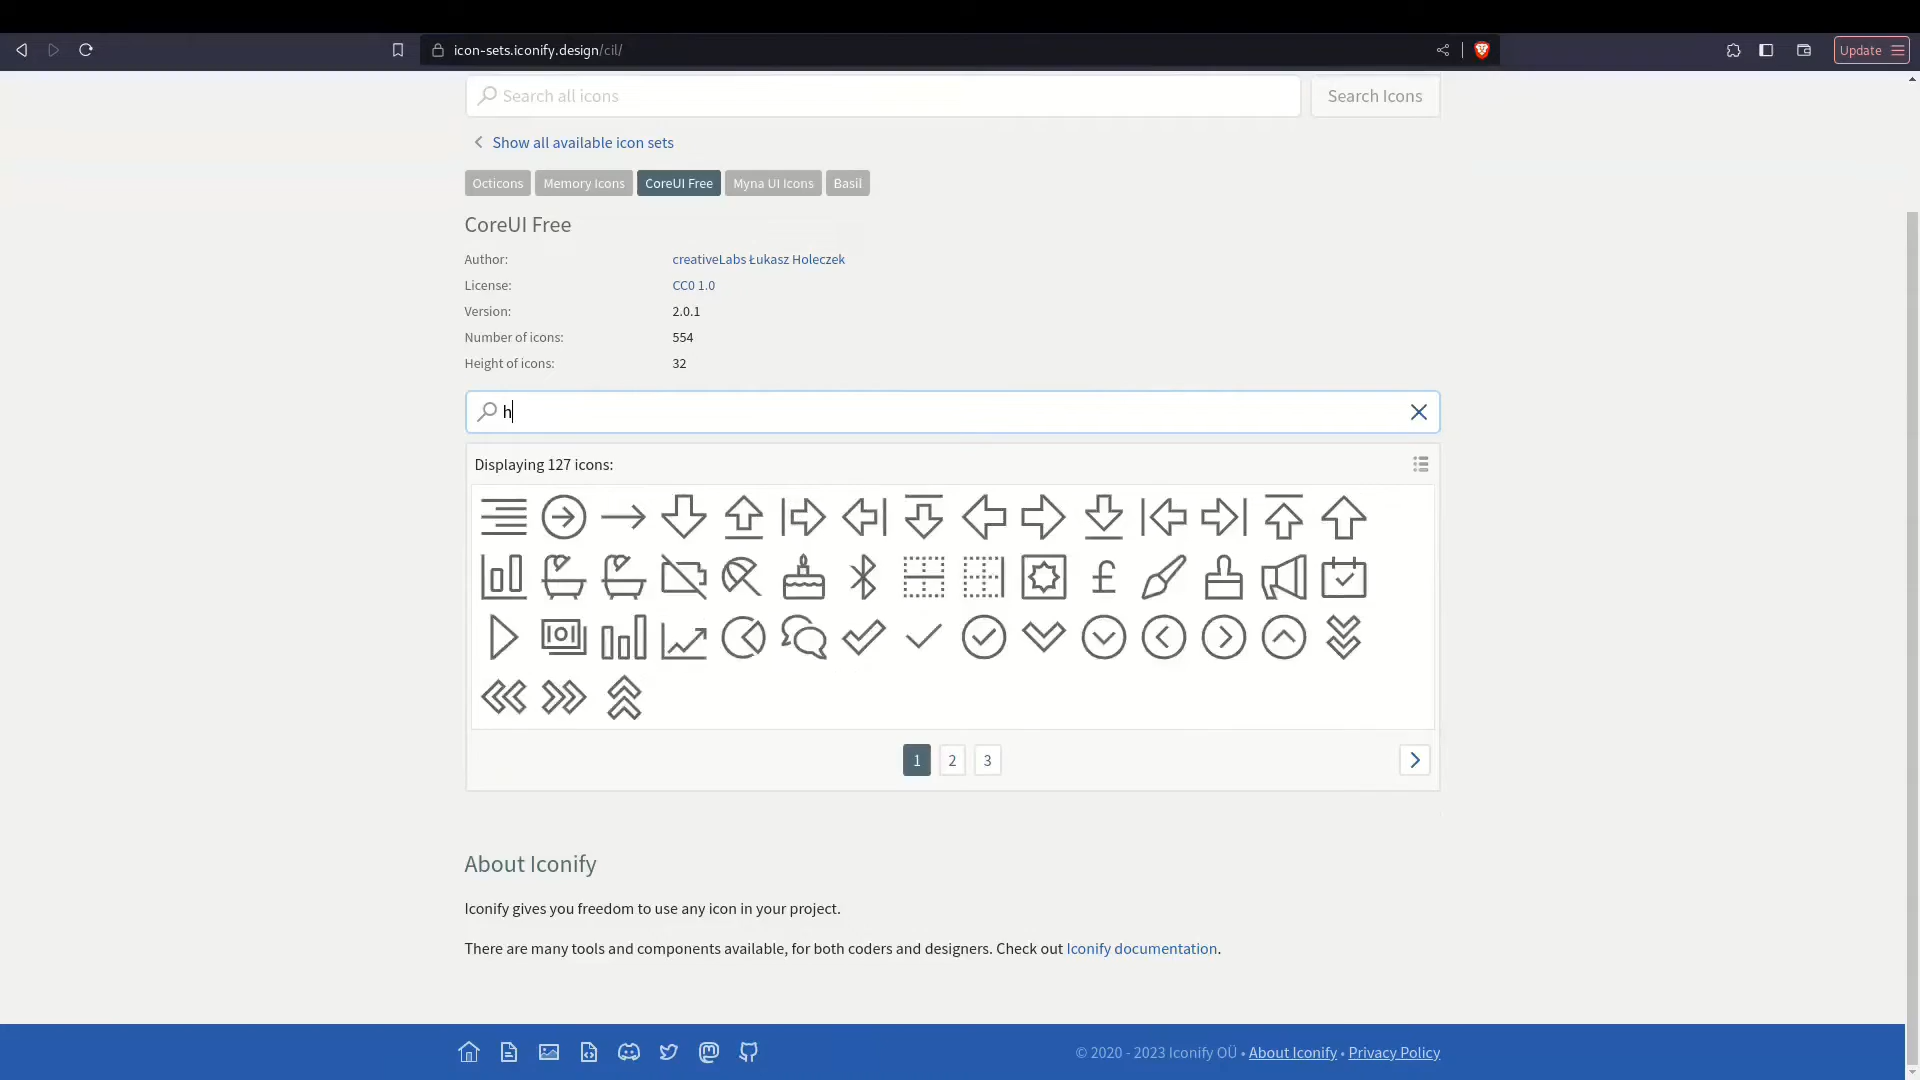 icon-sets.iconify.design/cil/
Update
Search all icons
Search Icons
Show all available icon sets
Octicons
Memory Icons
CoreUI Free
Myna UI Icons
Basil
CoreUI Free
Author:
creativeLabs Łukasz Holeczek
License:
CC0 1.0
Version:
2.0.1
Number of icons:
554
Height of icons:
32
h
Displaying 127 icons:
1
2
3
About Iconify
Iconify gives you freedom to use any icon in your project.
There are many tools and components available, for both coders and designers. Check out Iconify documentation.
© 2020 - 2023 Iconify OÜ • About Iconify • Privacy Policy